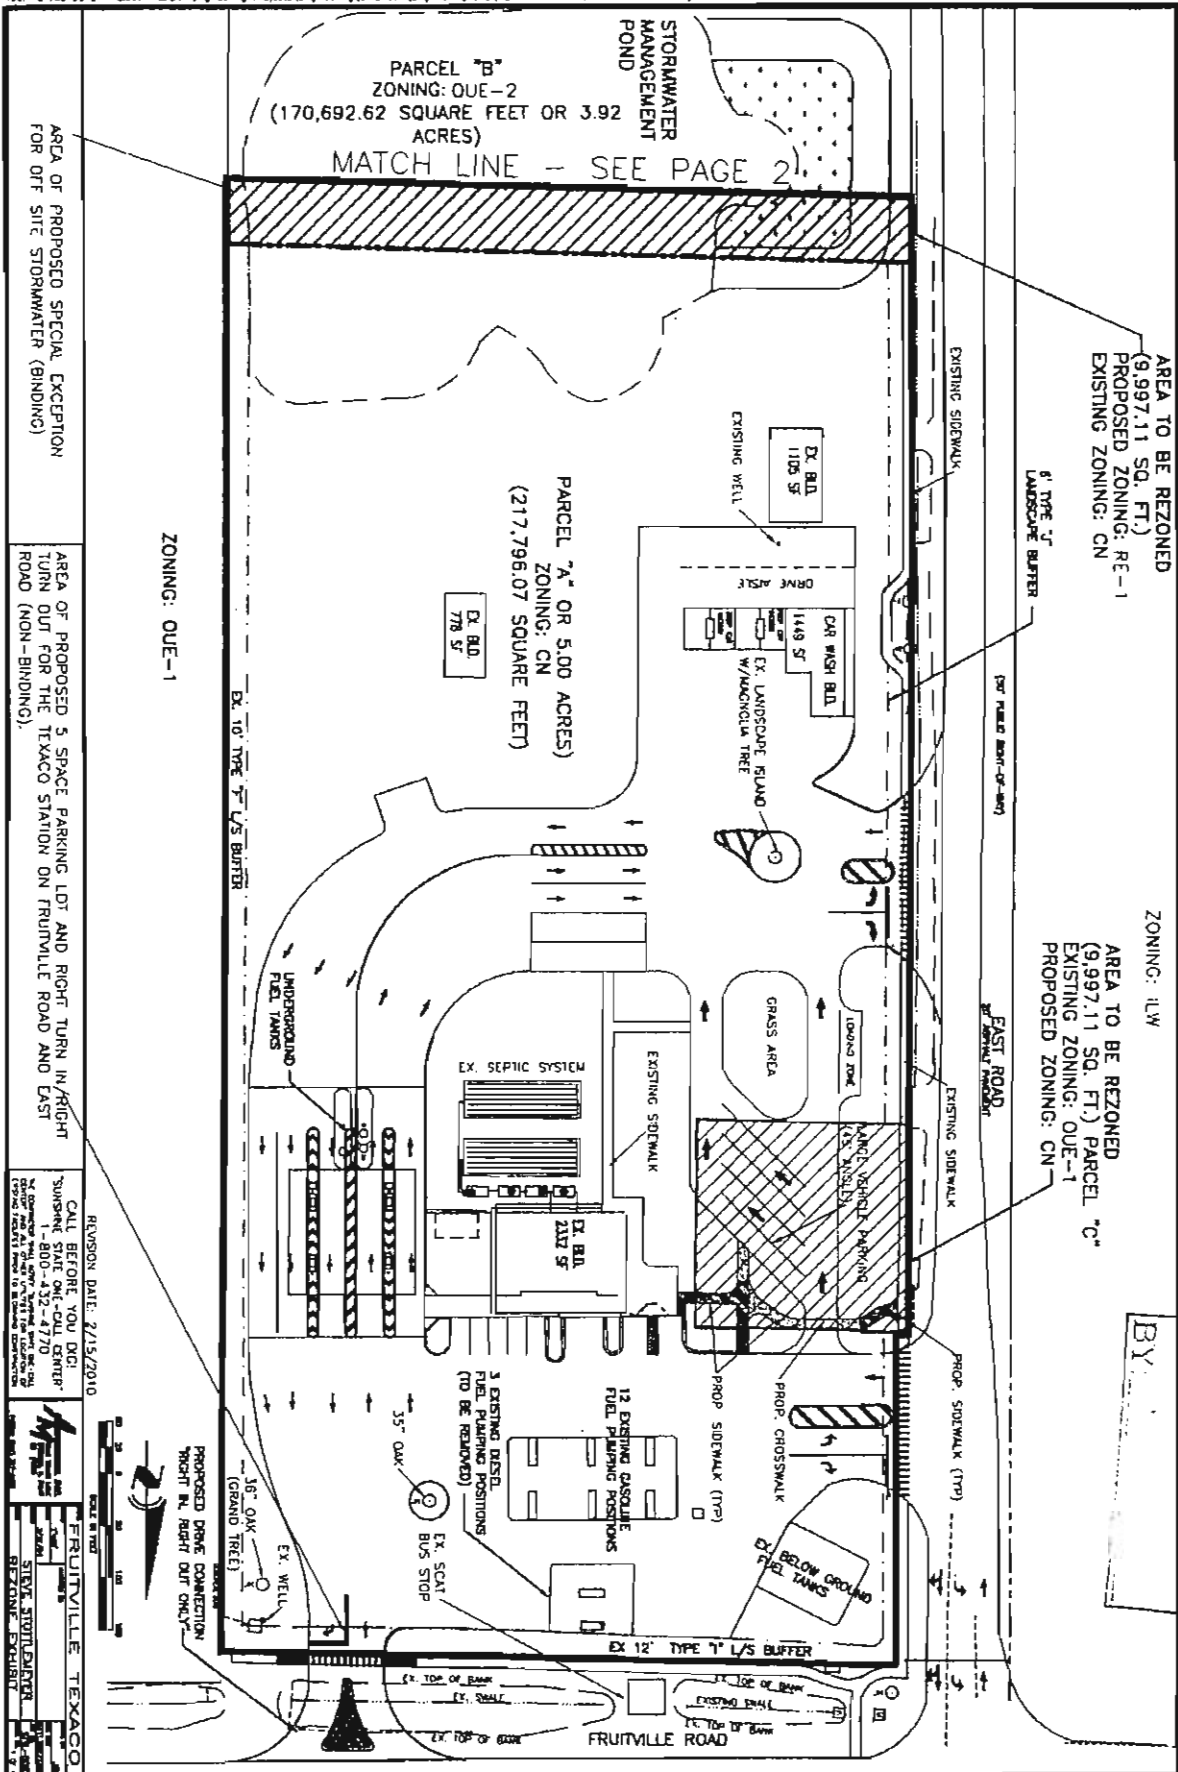 STORMWATER
MANAGEMENT
POND
PARCEL "B"
ZONING: OUE-2
(170,692.62 SQUARE FEET OR 3.92
ACRES)
MATCH LINE - SEE PAGE 2
AREA TO BE REZONED
(9,997.11 SQ. FT.)
PROPOSED ZONING: RE-1
EXISTING ZONING: CN
EXISTING SIDEWALK
LANDSCAPE BUFFER
ZONING: ILW
AREA TO BE REZONED
(9,997.11 SQ. FT.) PARCEL "C"
EXISTING ZONING: OUE-1
PROPOSED ZONING: CN
BY:
EAST ROAD
EXISTING SIDEWALK
PROP. SIDEWALK (TYP)
EX. BLD.
1105 SF
EXISTING WELL
DRIVE AISLE
CAR WASH BLD.
1449 SF
EX. LANDSCAPE ISLAND
W/MAGNOLIA TREE
PARCEL "A" OR 5.00 ACRES)
ZONING: CN
(217,796.07 SQUARE FEET)
EX. BLD.
778 SF
GRASS AREA
LOADING ZONE
LARGE VEHICLE PARKING
(45° ANGLE)
EXISTING SIDEWALK
EX. SEPTIC SYSTEM
EX. BLD.
2332 SF
UNDERGROUND
FUEL TANKS
PROP. CROSSWALK
PROP. SIDEWALK (TYP)
12 EXISTING GASOLINE
FUEL PUMPING POSITIONS
3 EXISTING DIESEL
FUEL PUMPING POSITIONS
(TO BE REMOVED)
35" OAK
EX. SCAT
BUS STOP
EX. BELOW GROUND
FUEL TANKS
36" OAK
(GRAND TREE)
EX. WELL
EX 12' TYPE "I" L/S BUFFER
EX. TOP OF BANK
EX. SWALE
EX. TOP OF BANK
EX. TOP OF BANK
EXISTING SWALE
EX. TOP OF BANK
FRUITVILLE ROAD
PROPOSED DRIVE CONNECTION
"RIGHT IN, RIGHT OUT ONLY"
ZONING: OUE-1
AREA OF PROPOSED SPECIAL EXCEPTION
FOR OFF SITE STORMWATER (BINDING)
AREA OF PROPOSED 5 SPACE PARKING LOT AND RIGHT TURN IN/RIGHT
TURN OUT FOR THE TEXACO STATION ON FRUITVILLE ROAD AND EAST
ROAD (NON-BINDING).
REVISION DATE: 2/15/2010
CALL BEFORE YOU DIG!
"SUNSHINE STATE ONE-CALL CENTER"
1-800-432-4770
FRUITVILLE TEXACO
STEVE STOTTLEMYER
REZONE EXHIBIT